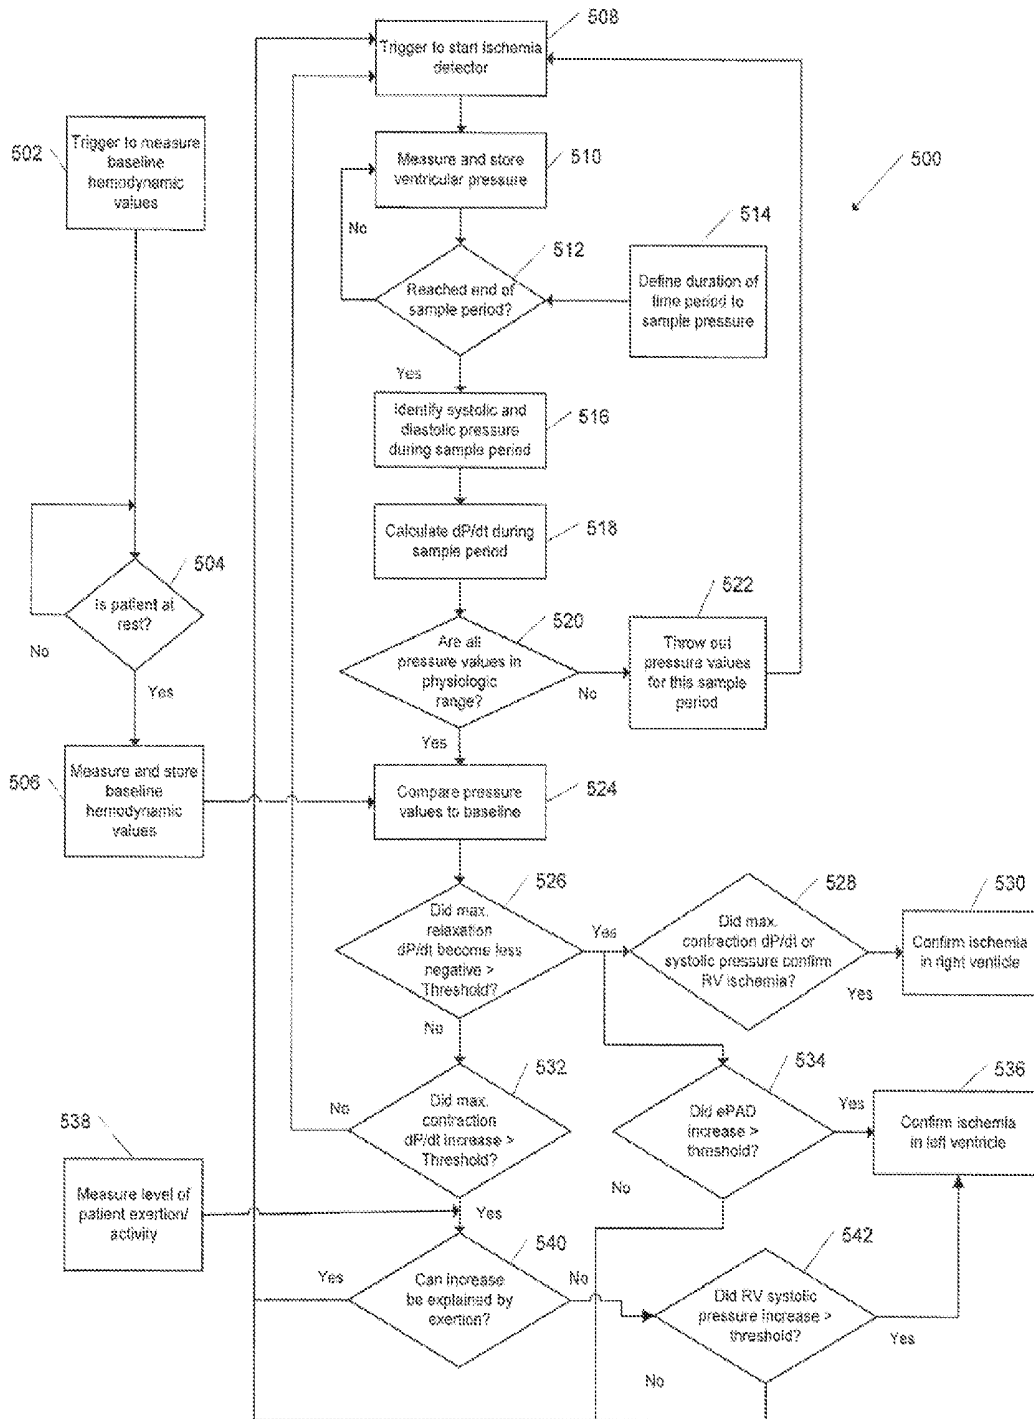 508
Trigger to start ischemia
detector
502
Trigger to measure
baseline
hemodynamic
values
510
Measure and store
ventricular pressure
500
514
No
512
Reached end of
sample period?
Define duration of
time period to
sample pressure
Yes
Identify systolic and
diastolic pressure
during sample period
516
Calculate dP/dt during
sample period
518
504
Is patient at
rest?
No
Yes
520
Are all
pressure values in
physiologic
range?
No
522
Throw out
pressure values
for this sample
period
Yes
506
Measure and store
baseline
hemodynamic
values
Compare pressure
values to baseline
524
526
Did max.
relaxation
dP/dt become less
negative >
Threshold?
Yes
528
Did max.
contraction dP/dt or
systolic pressure confirm
RV ischemia?
Yes
530
Confirm ischemia
in right ventricle
No
532
Did max.
contraction
dP/dt increase >
Threshold?
No
Yes
534
Did ePAD
increase >
threshold?
Yes
No
536
Confirm ischemia
in left ventricle
538
Measure level of
patient exertion/
activity
540
Can increase
be explained by
exertion?
Yes
No
542
Did RV systolic
pressure increase >
threshold?
Yes
No